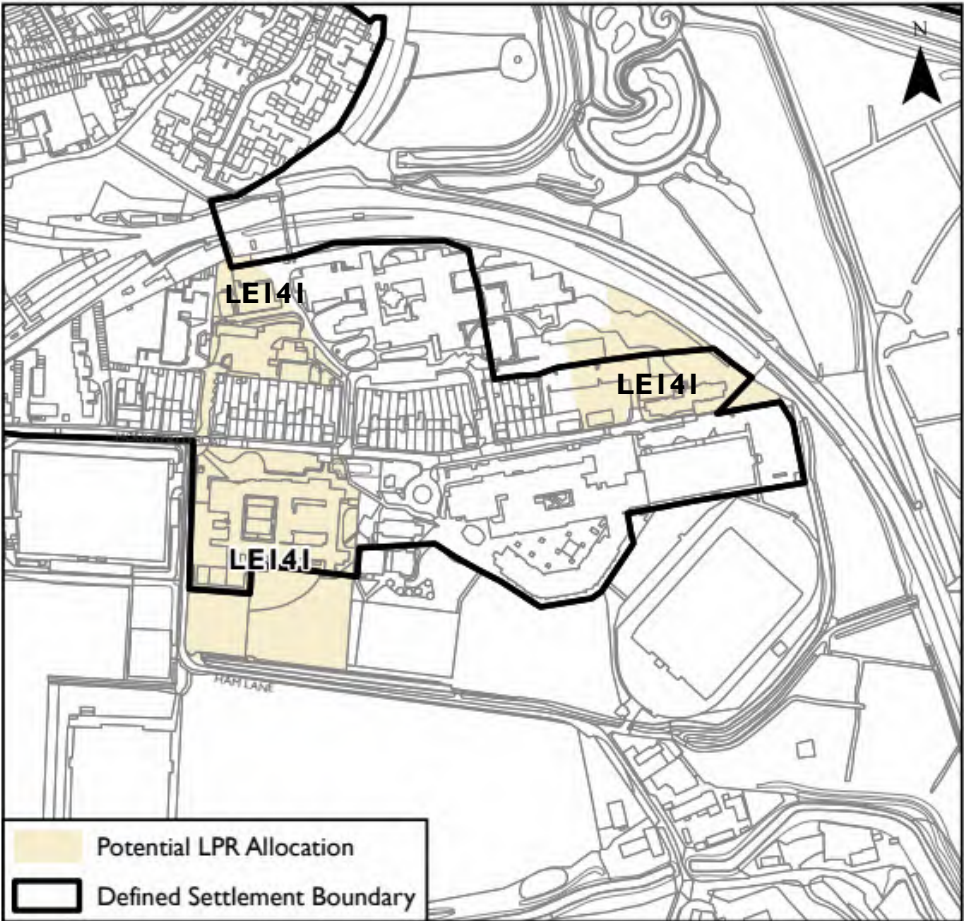 N
LE141
LE141
LE141
HAM LANE
Potential LPR Allocation
Defined Settlement Boundary